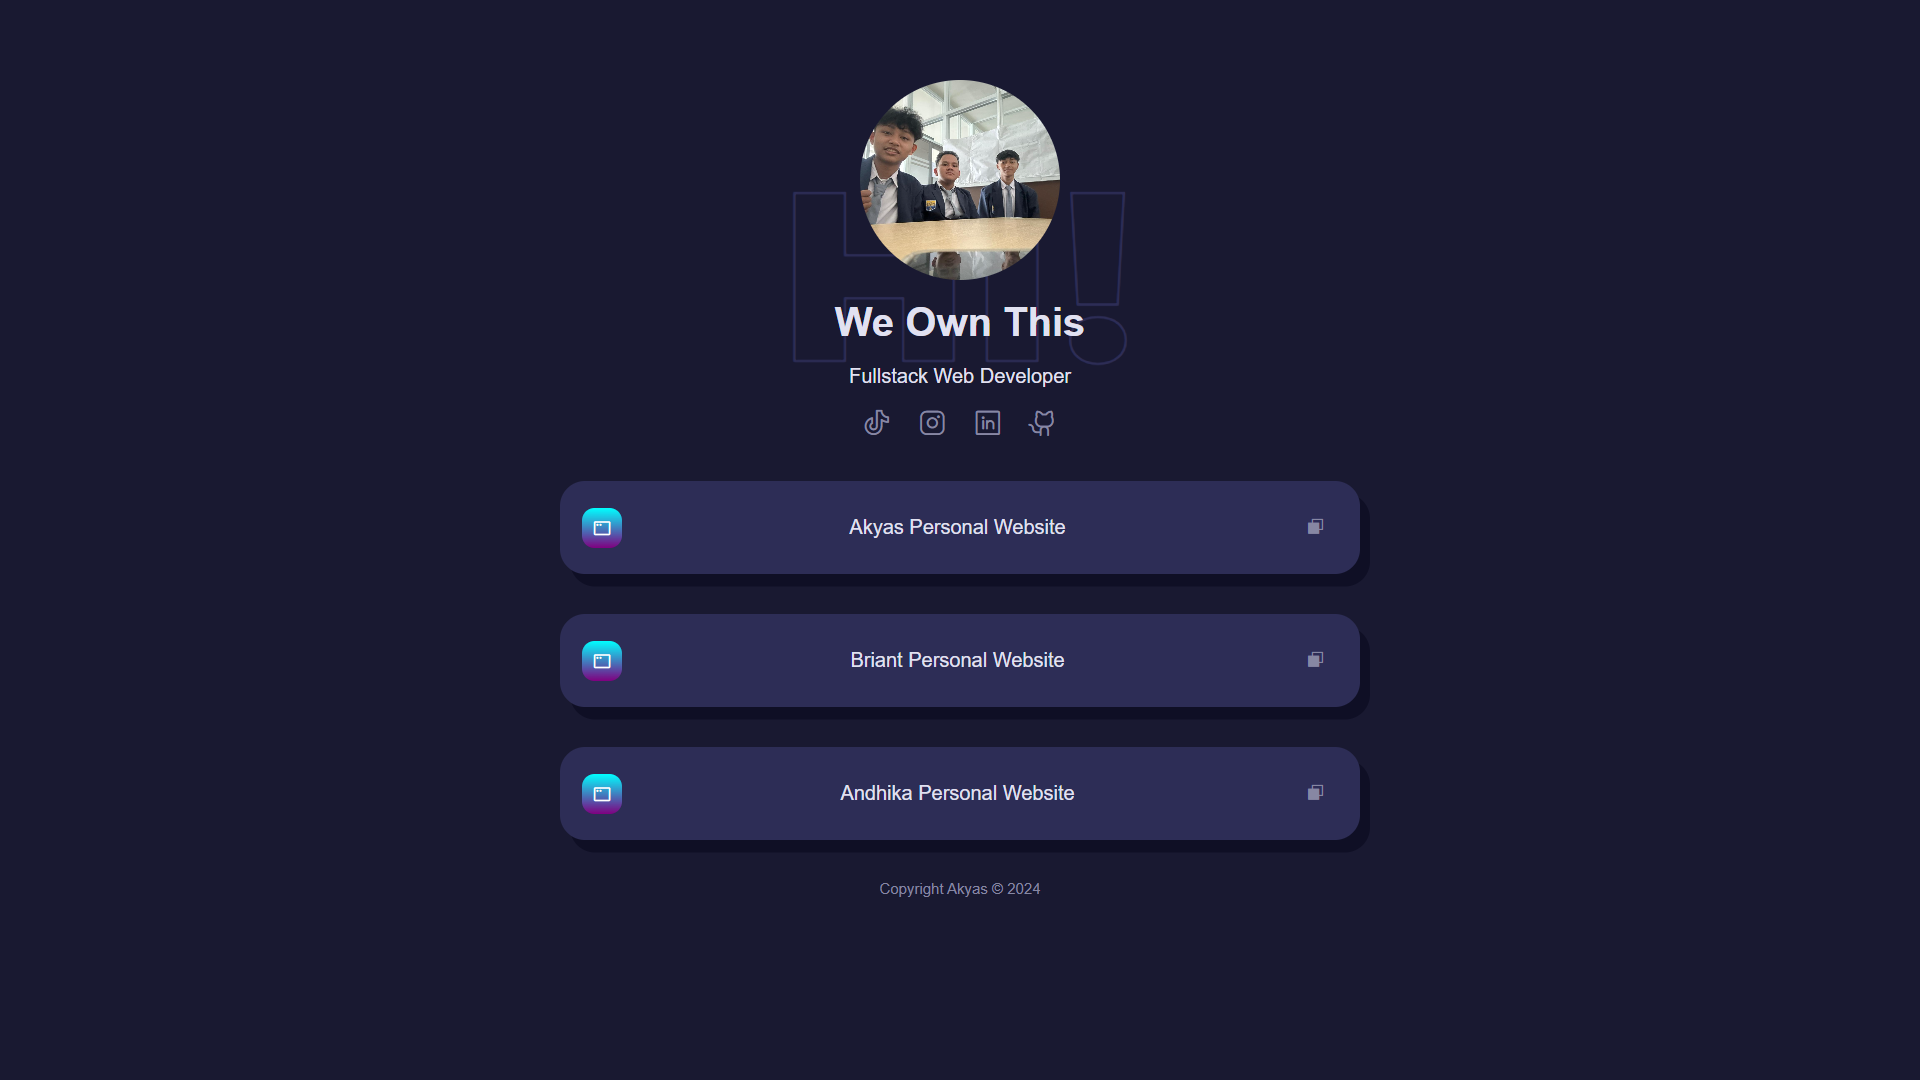 Hi!
We Own This
Fullstack Web Developer
Akyas Personal Website
Briant Personal Website
Andhika Personal Website
Copyright Akyas © 2024